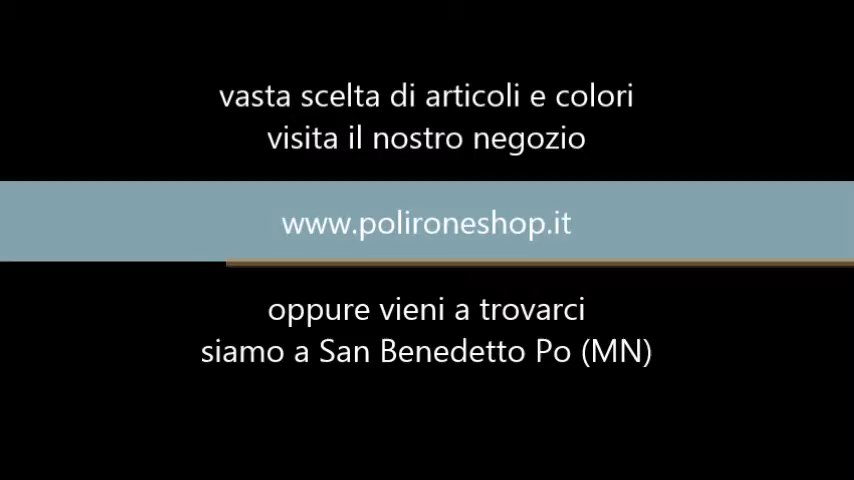 vasta scelta di articoli e colori
visita il nostro negozio
www.polironeshop.it
oppure vieni a trovarci
siamo a San Benedetto Po (MN)